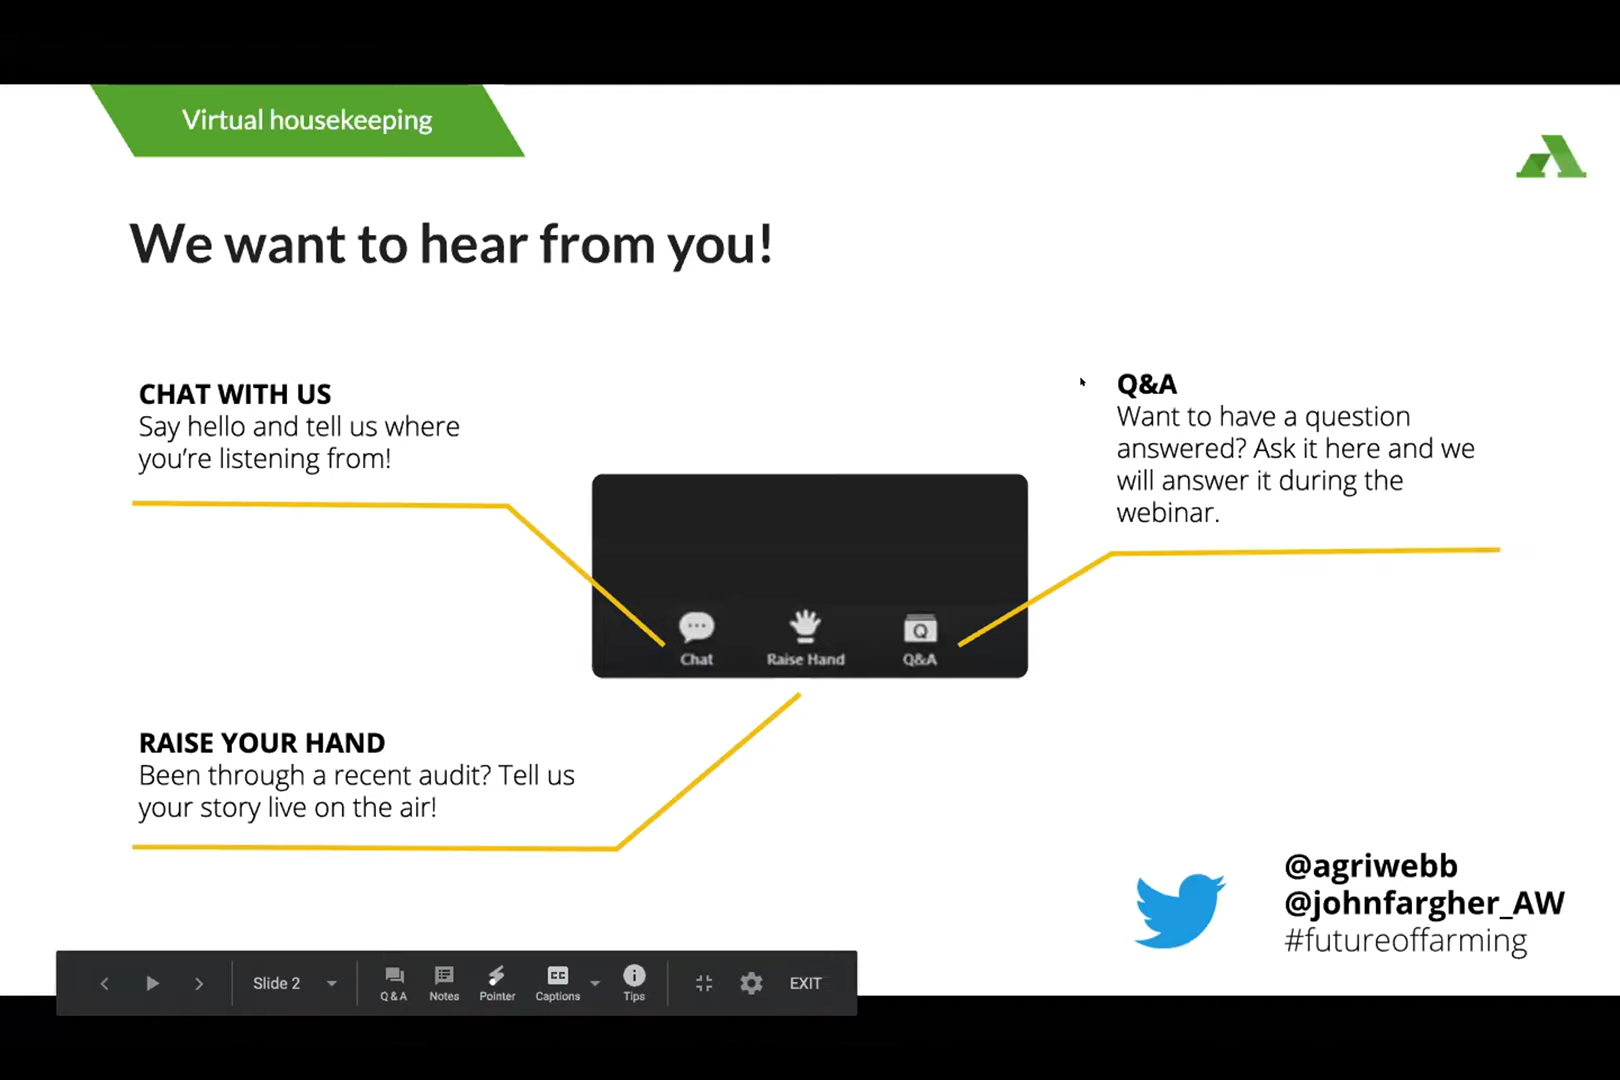 Virtual housekeeping
We want to hear from you!
CHAT WITH US
Say hello and tell us where
you’re listening from!
Q&A
Want to have a question
answered? Ask it here and we
will answer it during the
webinar.
Chat
Raise Hand
Q&A
RAISE YOUR HAND
Been through a recent audit? Tell us
your story live on the air!
@agriwebb
@johnfargher_AW
#futureoffarming
Slide 2
Q&A
Notes
Pointer
CC
Captions
Tips
EXIT